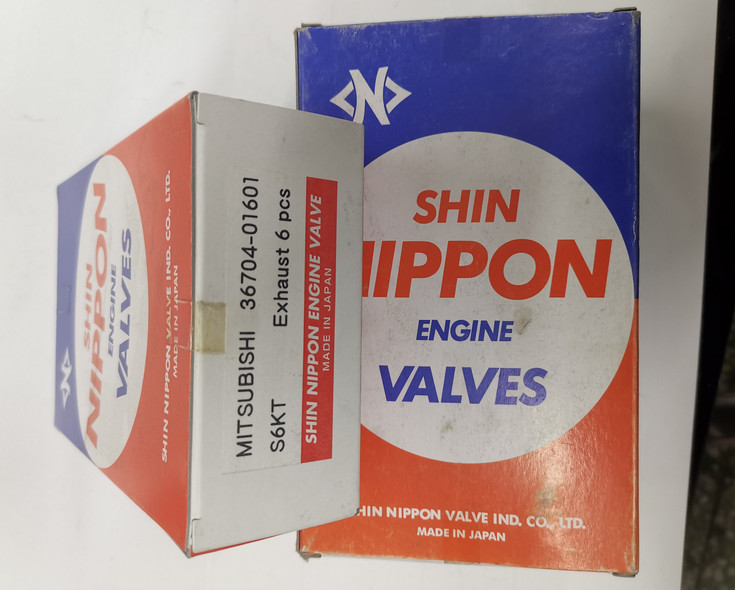 SHIN
NIPPON
ENGINE
VALVES
SHIN NIPPON VALVE IND. CO., LTD.
MADE IN JAPAN
MITSUBISHI 36704-01601
S6KT Exhaust 6 pcs
SHIN NIPPON ENGINE VALVE
MADE IN JAPAN
N
SHIN
NIPPON
ENGINE
VALVES
SHIN NIPPON VALVE IND. CO., LTD.
MADE IN JAPAN